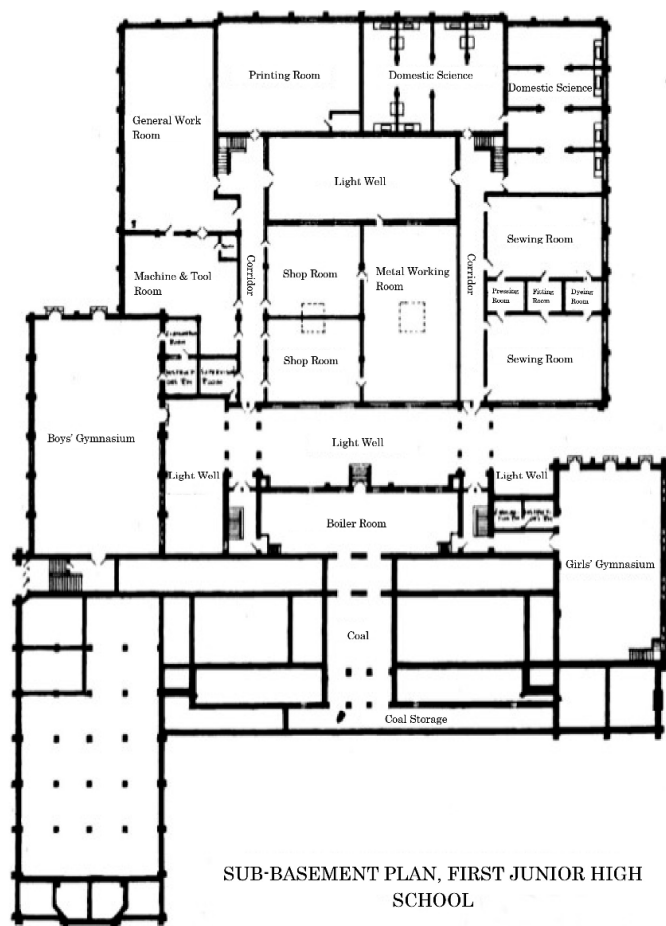 Printing Room
Domestic Science
Domestic Science
General Work
Room
Light Well
Sewing Room
Machine & Tool
Room
Corridor
Shop Room
Metal Working
Room
Corridor
Pressing
Room
Fitting
Room
Dyeing
Room
Shop Room
Sewing Room
Boys' Gymnasium
Light Well
Light Well
Light Well
Boiler Room
Girls' Gymnasium
Coal
Coal Storage
SUB-BASEMENT PLAN, FIRST JUNIOR HIGH
SCHOOL